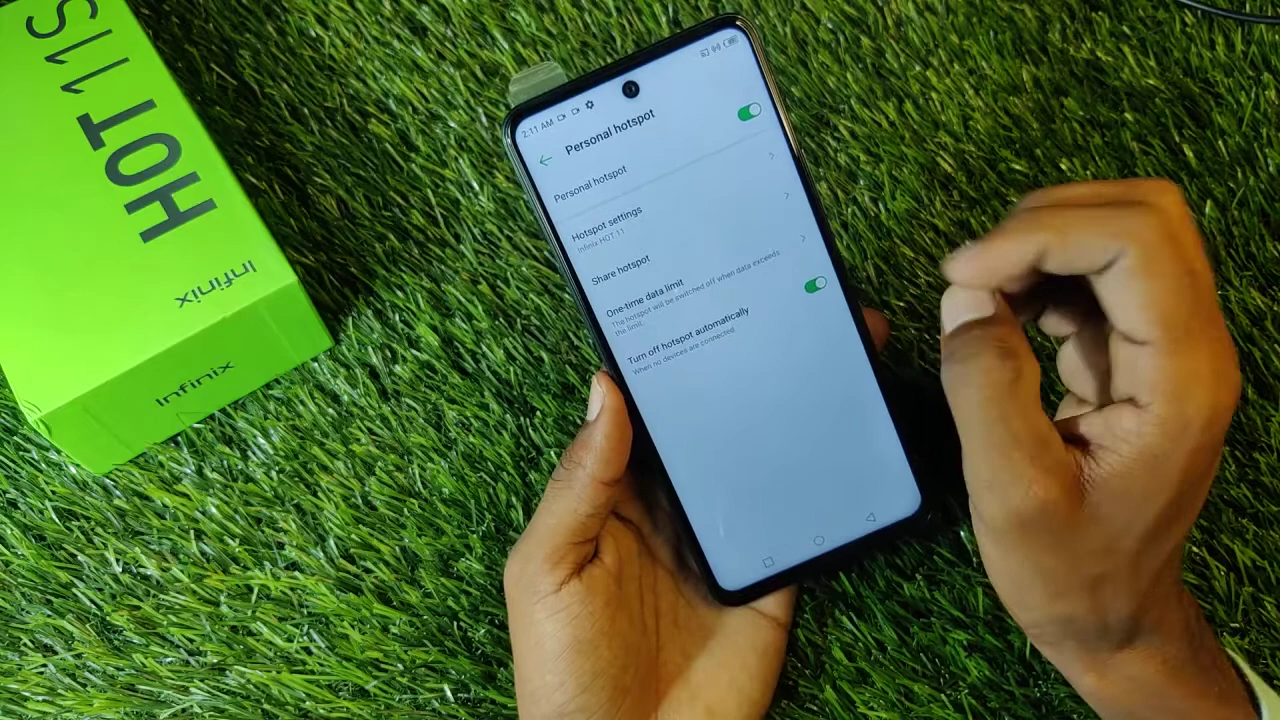 HOT 11S
Infinix
Infinix
2:11 AM
Personal hotspot
Personal hotspot
Hotspot settings
Infinix HOT 11
Share hotspot
One-time data limit
The hotspot will be switched off when data exceeds
the limit.
Turn off hotspot automatically
When no devices are connected